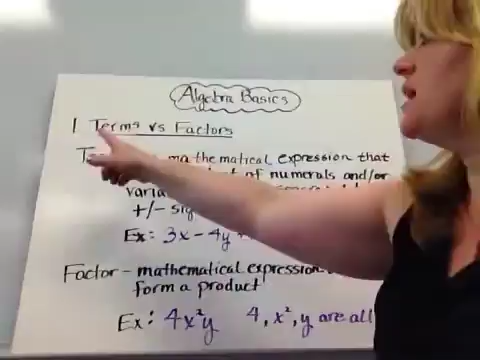 Algebra Basics
1 Terms vs Factors
mathematical expression that
of numerals and/or
+/-
Ex: 3x - 4y
Factor - mathematical expression
form a product
Ex: 4x²y 4, x², y are all